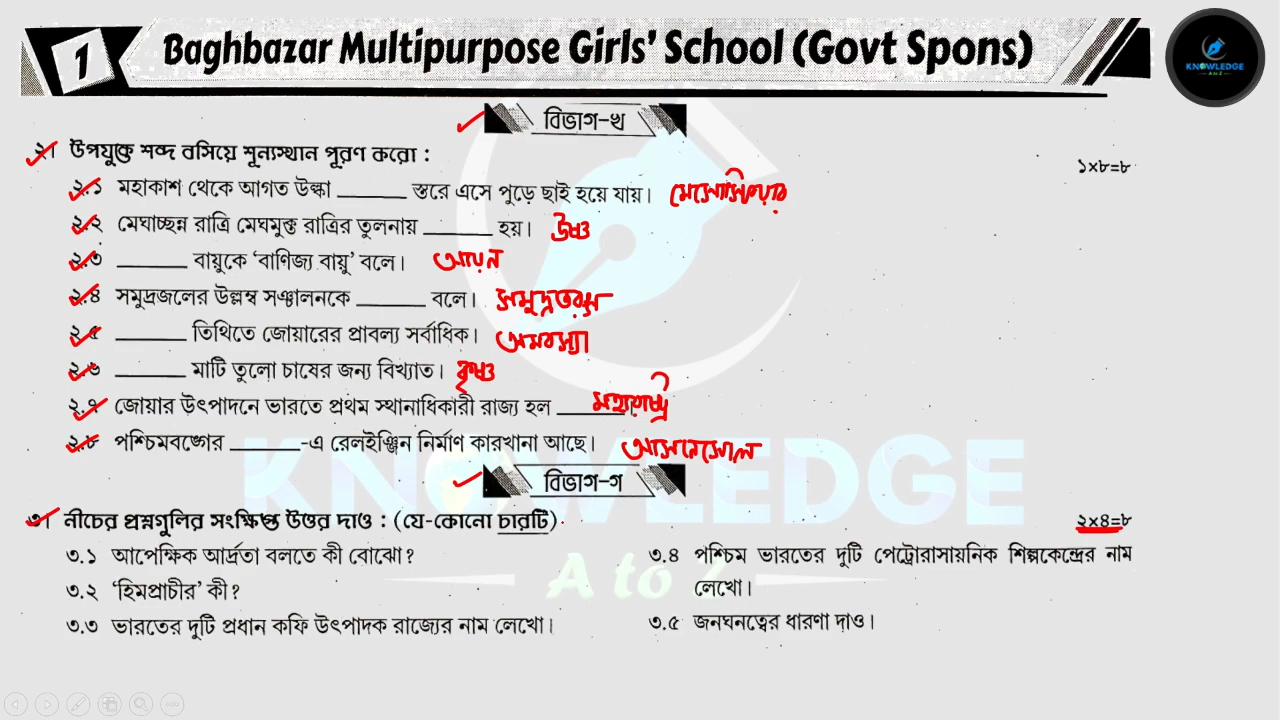 1 Baghbazar Multipurpose Girls' School (Govt Spons)
KNOWLEDGE
A to Z
বিভাগ-খ
২। উপযুক্ত শব্দ বসিয়ে শূন্যস্থান পূরণ করো : ১×৮=৮
২.১ মহাকাশ থেকে আগত উল্কা ______ স্তরে এসে পুড়ে ছাই হয়ে যায়। মেসোস্ফিয়ার
২.২ মেঘাচ্ছন্ন রাত্রি মেঘমুক্ত রাত্রির তুলনায় ______ হয়। উষ্ণ
২.৩ ______ বায়ুকে 'বাণিজ্য বায়ু' বলে। আয়ন
২.৪ সমুদ্রজলের উল্লম্ব সঞ্চালনকে ______ বলে। সমুদ্রতরঙ্গ
২.৫ ______ তিথিতে জোয়ারের প্রাবল্য সর্বাধিক। অমাবস্যা
২.৬ ______ মাটি তুলো চাষের জন্য বিখ্যাত। কৃষ্ণ
২.৭ জোয়ার উৎপাদনে ভারতে প্রথম স্থানাধিকারী রাজ্য হল ______। মহারাষ্ট্র
২.৮ পশ্চিমবঙ্গের ______-এ রেলইঞ্জিন নির্মাণ কারখানা আছে। আসানসোল
KNOWLEDGE
বিভাগ-গ
৩। নীচের প্রশ্নগুলির সংক্ষিপ্ত উত্তর দাও : (যে-কোনো চারটি) ২×৪=৮
৩.১ আপেক্ষিক আর্দ্রতা বলতে কী বোঝো?
৩.২ 'হিমপ্রাচীর' কী?
৩.৩ ভারতের দুটি প্রধান কফি উৎপাদক রাজ্যের নাম লেখো।
A to Z
৩.৪ পশ্চিম ভারতের দুটি পেট্রোরাসায়নিক শিল্পকেন্দ্রের নাম
লেখো।
৩.৫ জনঘনত্বের ধারণা দাও।